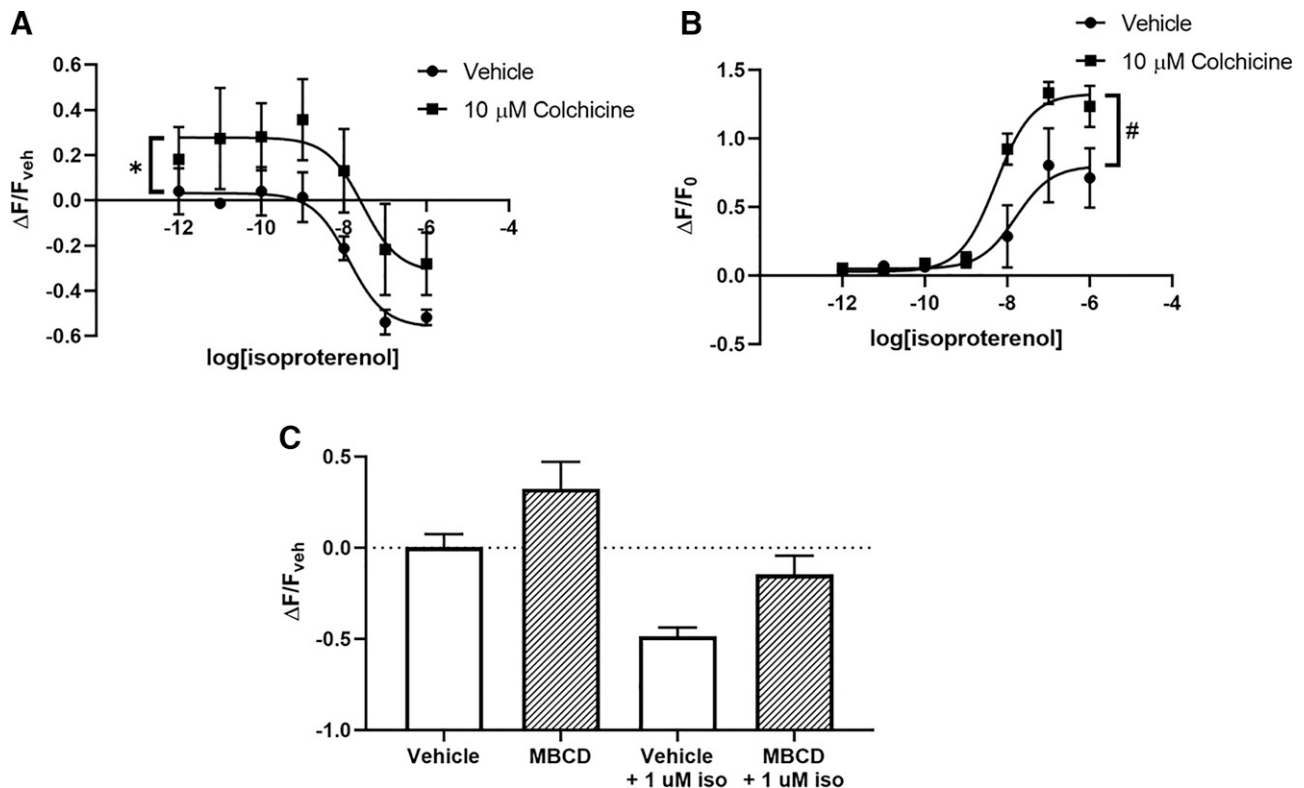 A
Vehicle
10 μM Colchicine
0.6
0.4
0.2
0.0
-0.2
-0.4
-0.6
ΔF/Fveh
*
-12
-10
-8
-6
-4
log[isoproterenol]
B
Vehicle
10 μM Colchicine
1.5
1.0
0.5
0.0
-0.5
ΔF/F0
#
-12
-10
-8
-6
-4
log[isoproterenol]
C
0.5
0.0
-0.5
-1.0
ΔF/Fveh
Vehicle
MBCD
Vehicle
+ 1 uM iso
MBCD
+ 1 uM iso